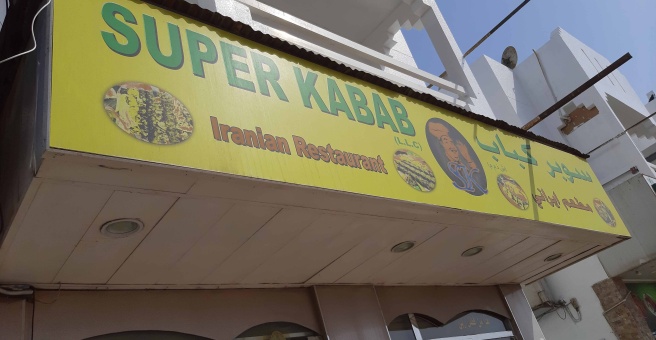 SUPER KABAB
(L.L.C)
Iranian Restaurant
سوبر كباب
مطعم ايراني